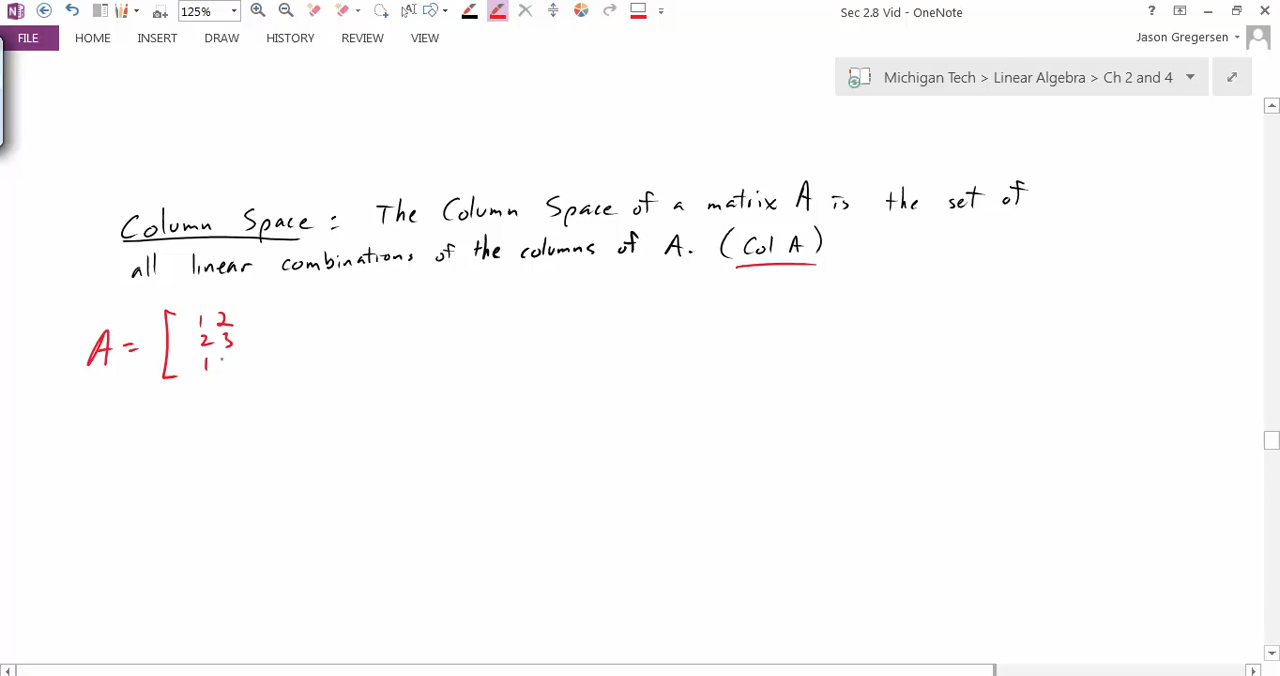 125%
Sec 2.8 Vid - OneNote
?
FILE HOME INSERT DRAW HISTORY REVIEW VIEW
Jason Gregersen
Michigan Tech > Linear Algebra > Ch 2 and 4
Column Space : The Column Space of a matrix A is the set of
all linear combinations of the columns of A. (Col A)
A = [ 1 2
2 3
1